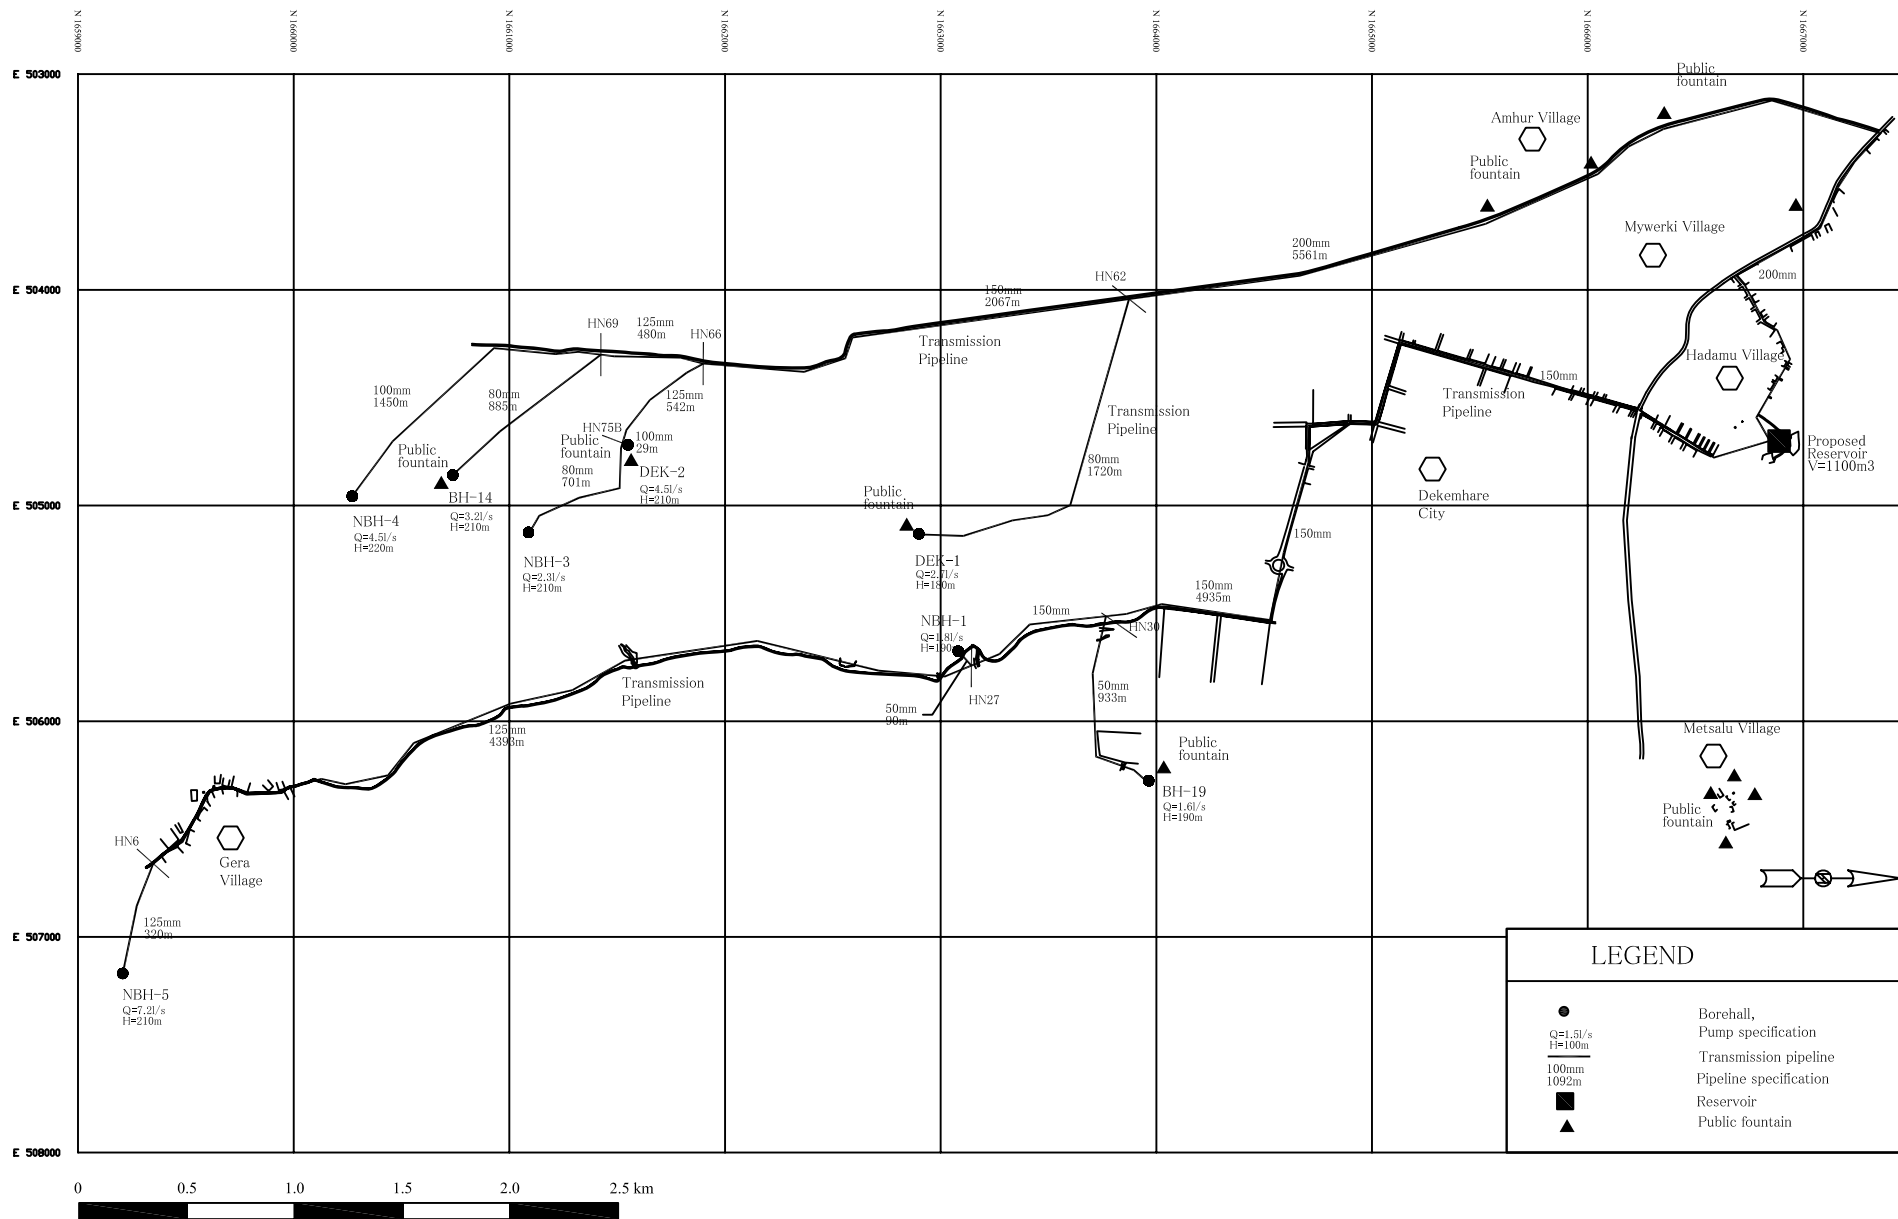 N 1659000
N 1660000
N 1661000
N 1662000
N 1663000
N 1664000
N 1665000
N 1666000
N 1667000
E 503000
E 504000
E 505000
E 506000
E 507000
E 508000
Public
fountain
Amhur Village
Public
fountain
Mywerki Village
200mm
5561m
200mm
HN62
150mm
2067m
HN69
125mm
480m
HN66
Transmission
Pipeline
Hadamu Village
150mm
100mm
1450m
80mm
885m
125mm
542m
Transmission
Pipeline
Transmission
Pipeline
HN75B
Public
fountain
100mm
29m
Public
fountain
80mm
701m
DEK-2
Q=4.5l/s
H=210m
80mm
1720m
Proposed
Reservoir
V=1100m3
BH-14
Q=3.2l/s
H=210m
Public
fountain
Dekemhare
City
NBH-4
Q=4.5l/s
H=220m
150mm
NBH-3
Q=2.3l/s
H=210m
DEK-1
Q=2.7l/s
H=180m
150mm
4935m
150mm
NBH-1
Q=1.8l/s
H=190
HN30
Transmission
Pipeline
50mm
933m
HN27
50mm
90m
125mm
4393m
Metsalu Village
Public
fountain
BH-19
Q=1.6l/s
H=190m
Public
fountain
HN6
Gera
Village
125mm
320m
NBH-5
Q=7.2l/s
H=210m
LEGEND
Borehall,
Pump specification
Q=1.5l/s
H=100m
Transmission pipeline
100mm
1092m
Pipeline specification
Reservoir
Public fountain
0 0.5 1.0 1.5 2.0 2.5 km